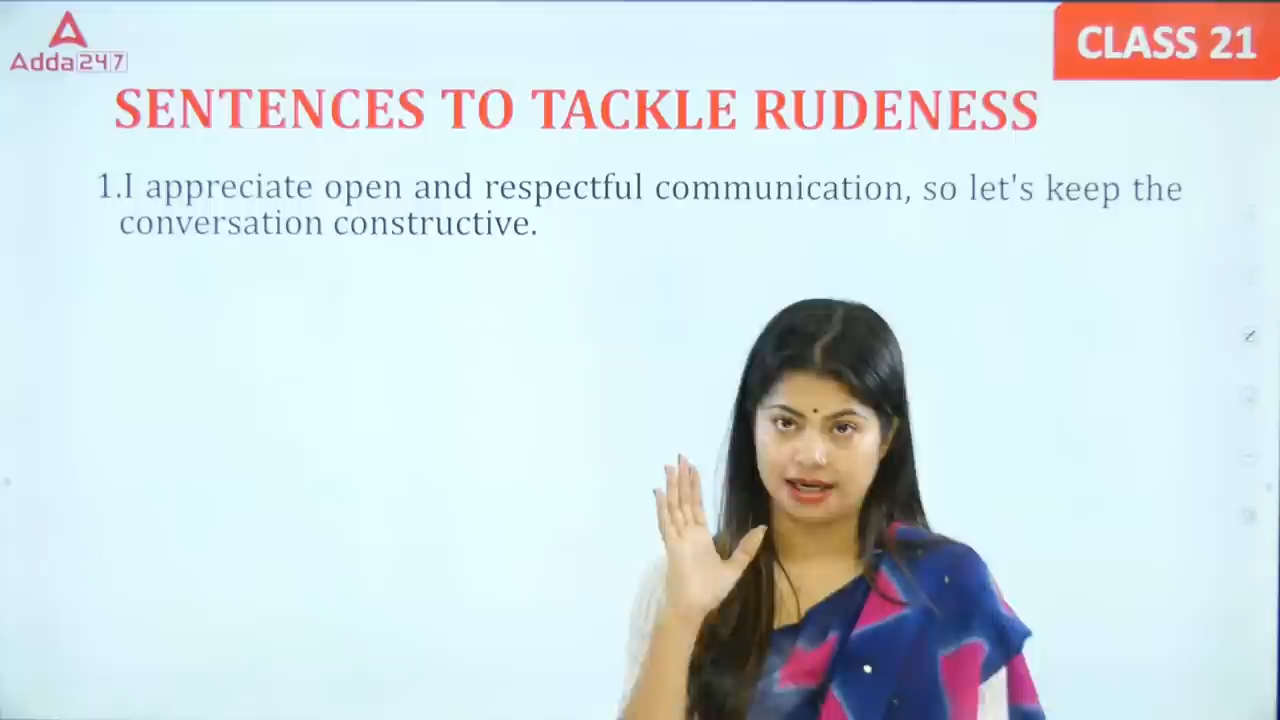 Adda247
CLASS 21
SENTENCES TO TACKLE RUDENESS
1.I appreciate open and respectful communication, so let's keep the
conversation constructive.